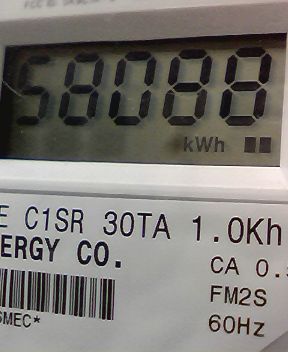 58088
kWh
E C1SR 30TA 1.0Kh
ERGY CO.
CA 0.
FM2S
60Hz
SMEC*